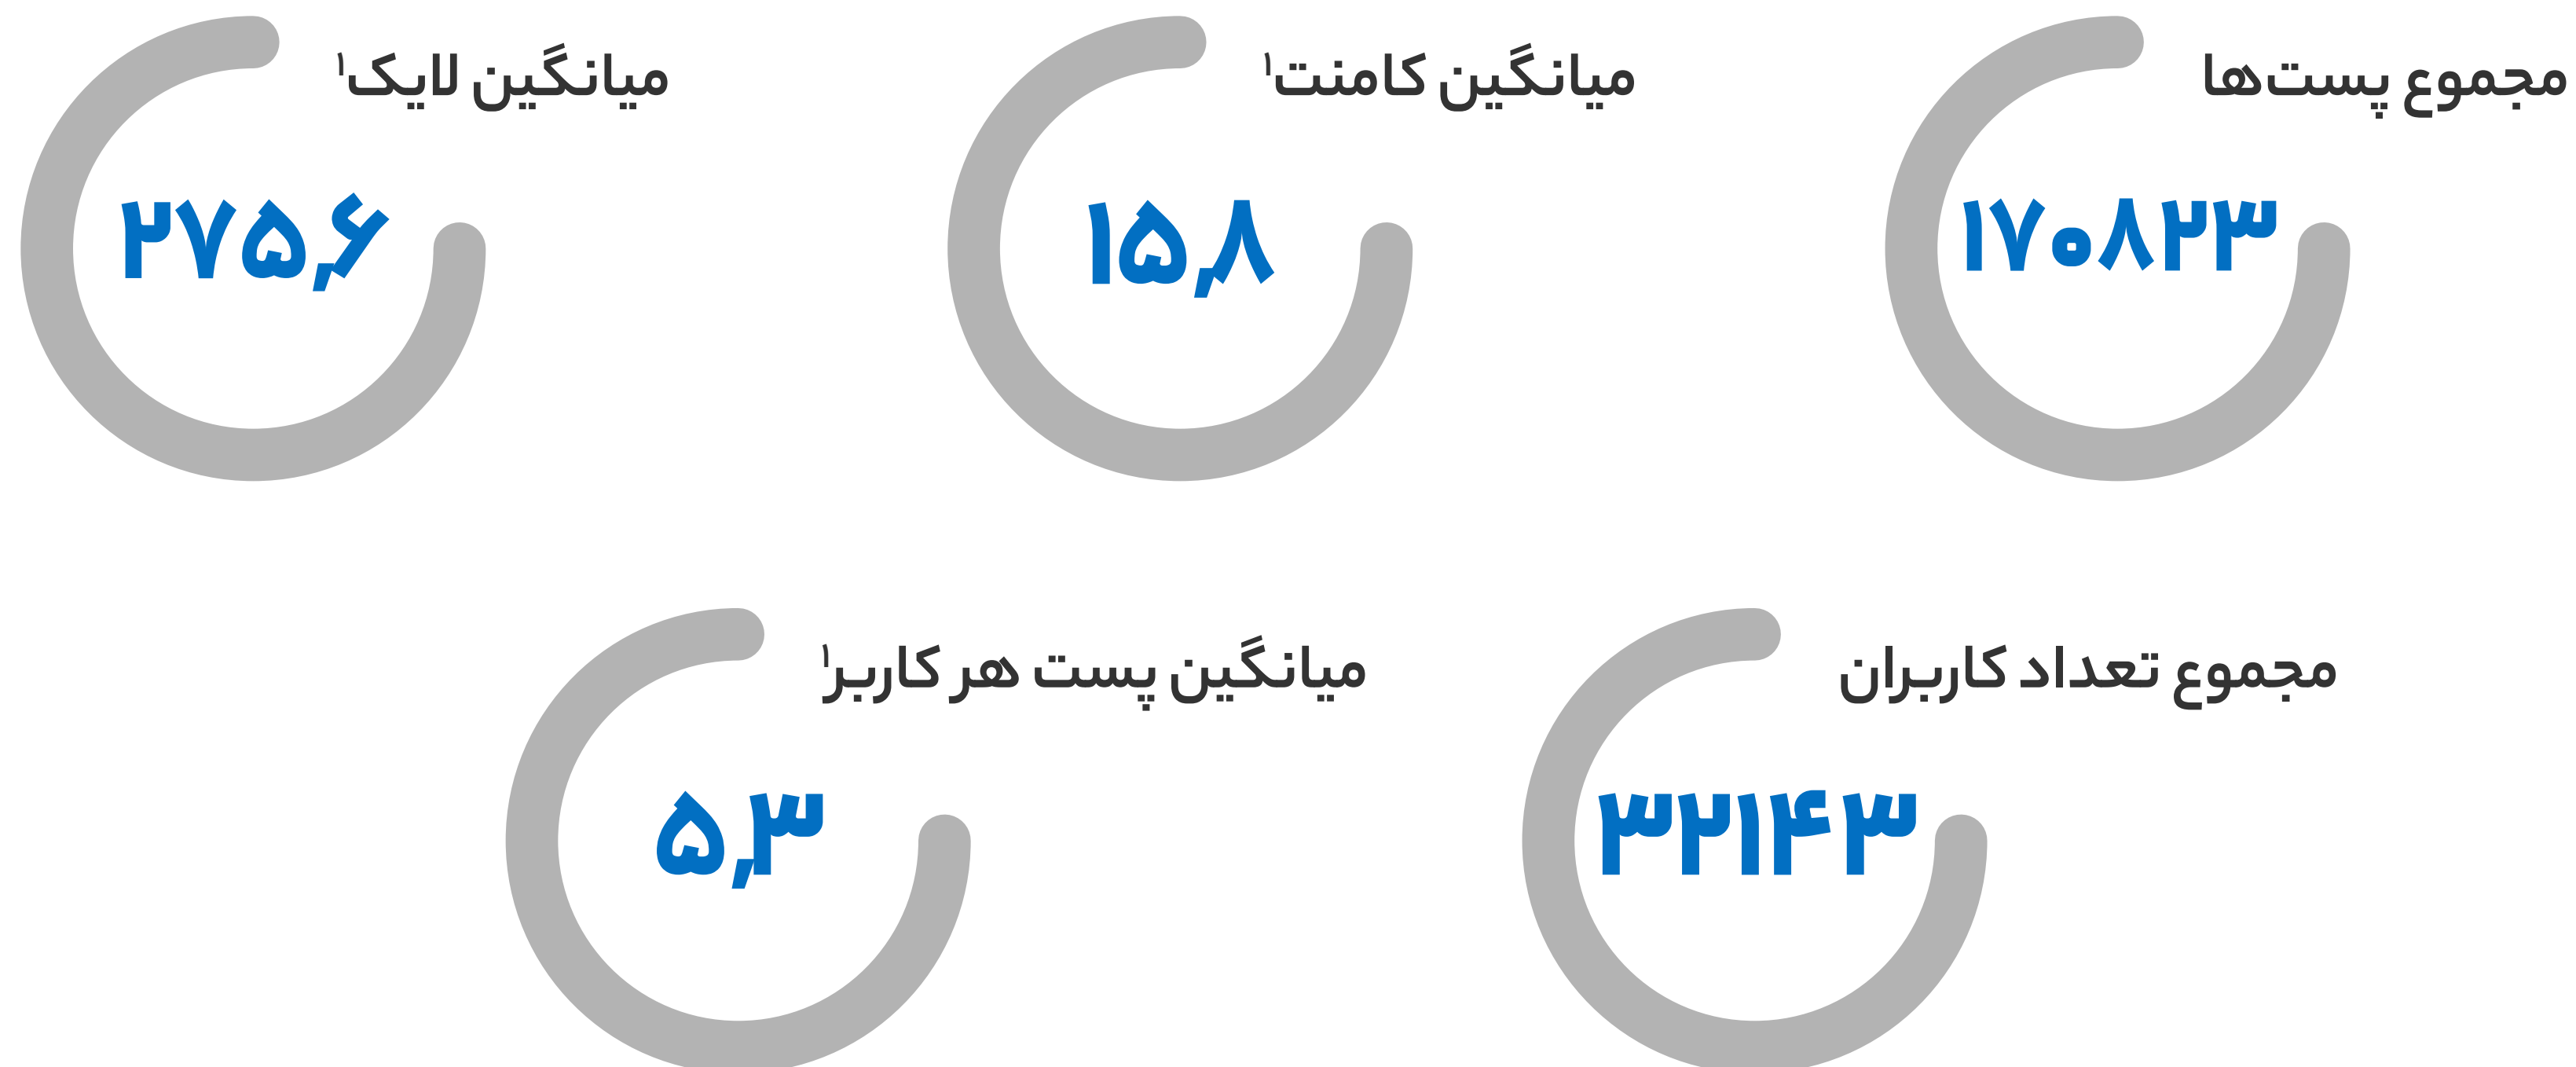 مجموع پست‌ها
۱۷۰۸۲۳
میانگین کامنت۱
۱۵٫۸
میانگین لایک۱
۲۷۵٫۶
مجموع تعداد کاربران
۳۲۱۴۳
میانگین پست هر کاربر۱
۵٫۳